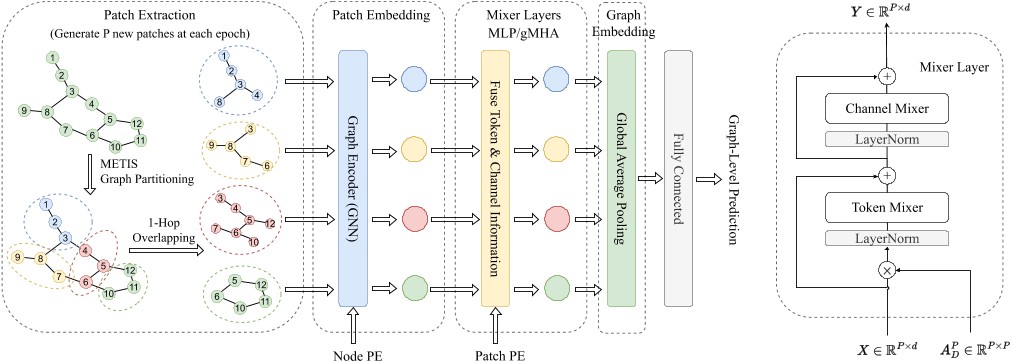 Patch Extraction
(Generate P new patches at each epoch)
1
2
3
4
9
8
5
12
7
6
11
10
METIS
Graph Partitioning
1
2
3
4
9
8
5
12
7
6
11
10
1-Hop
Overlapping
1
2
3
8
4
3
9
8
7
6
3
4
5
12
7
6
10
5
12
6
11
10
Patch Embedding
Graph Encoder (GNN)
Node PE
Mixer Layers
MLP/gMHA
Fuse Token & Channel Information
Patch PE
Graph
Embedding
Global Average Pooling
Fully Connected
Graph-Level Prediction
Y ∈ ℝ^{P×d}
Mixer Layer
+
Channel Mixer
LayerNorm
+
Token Mixer
LayerNorm
×
X ∈ ℝ^{P×d}
A_D^P ∈ ℝ^{P×P}